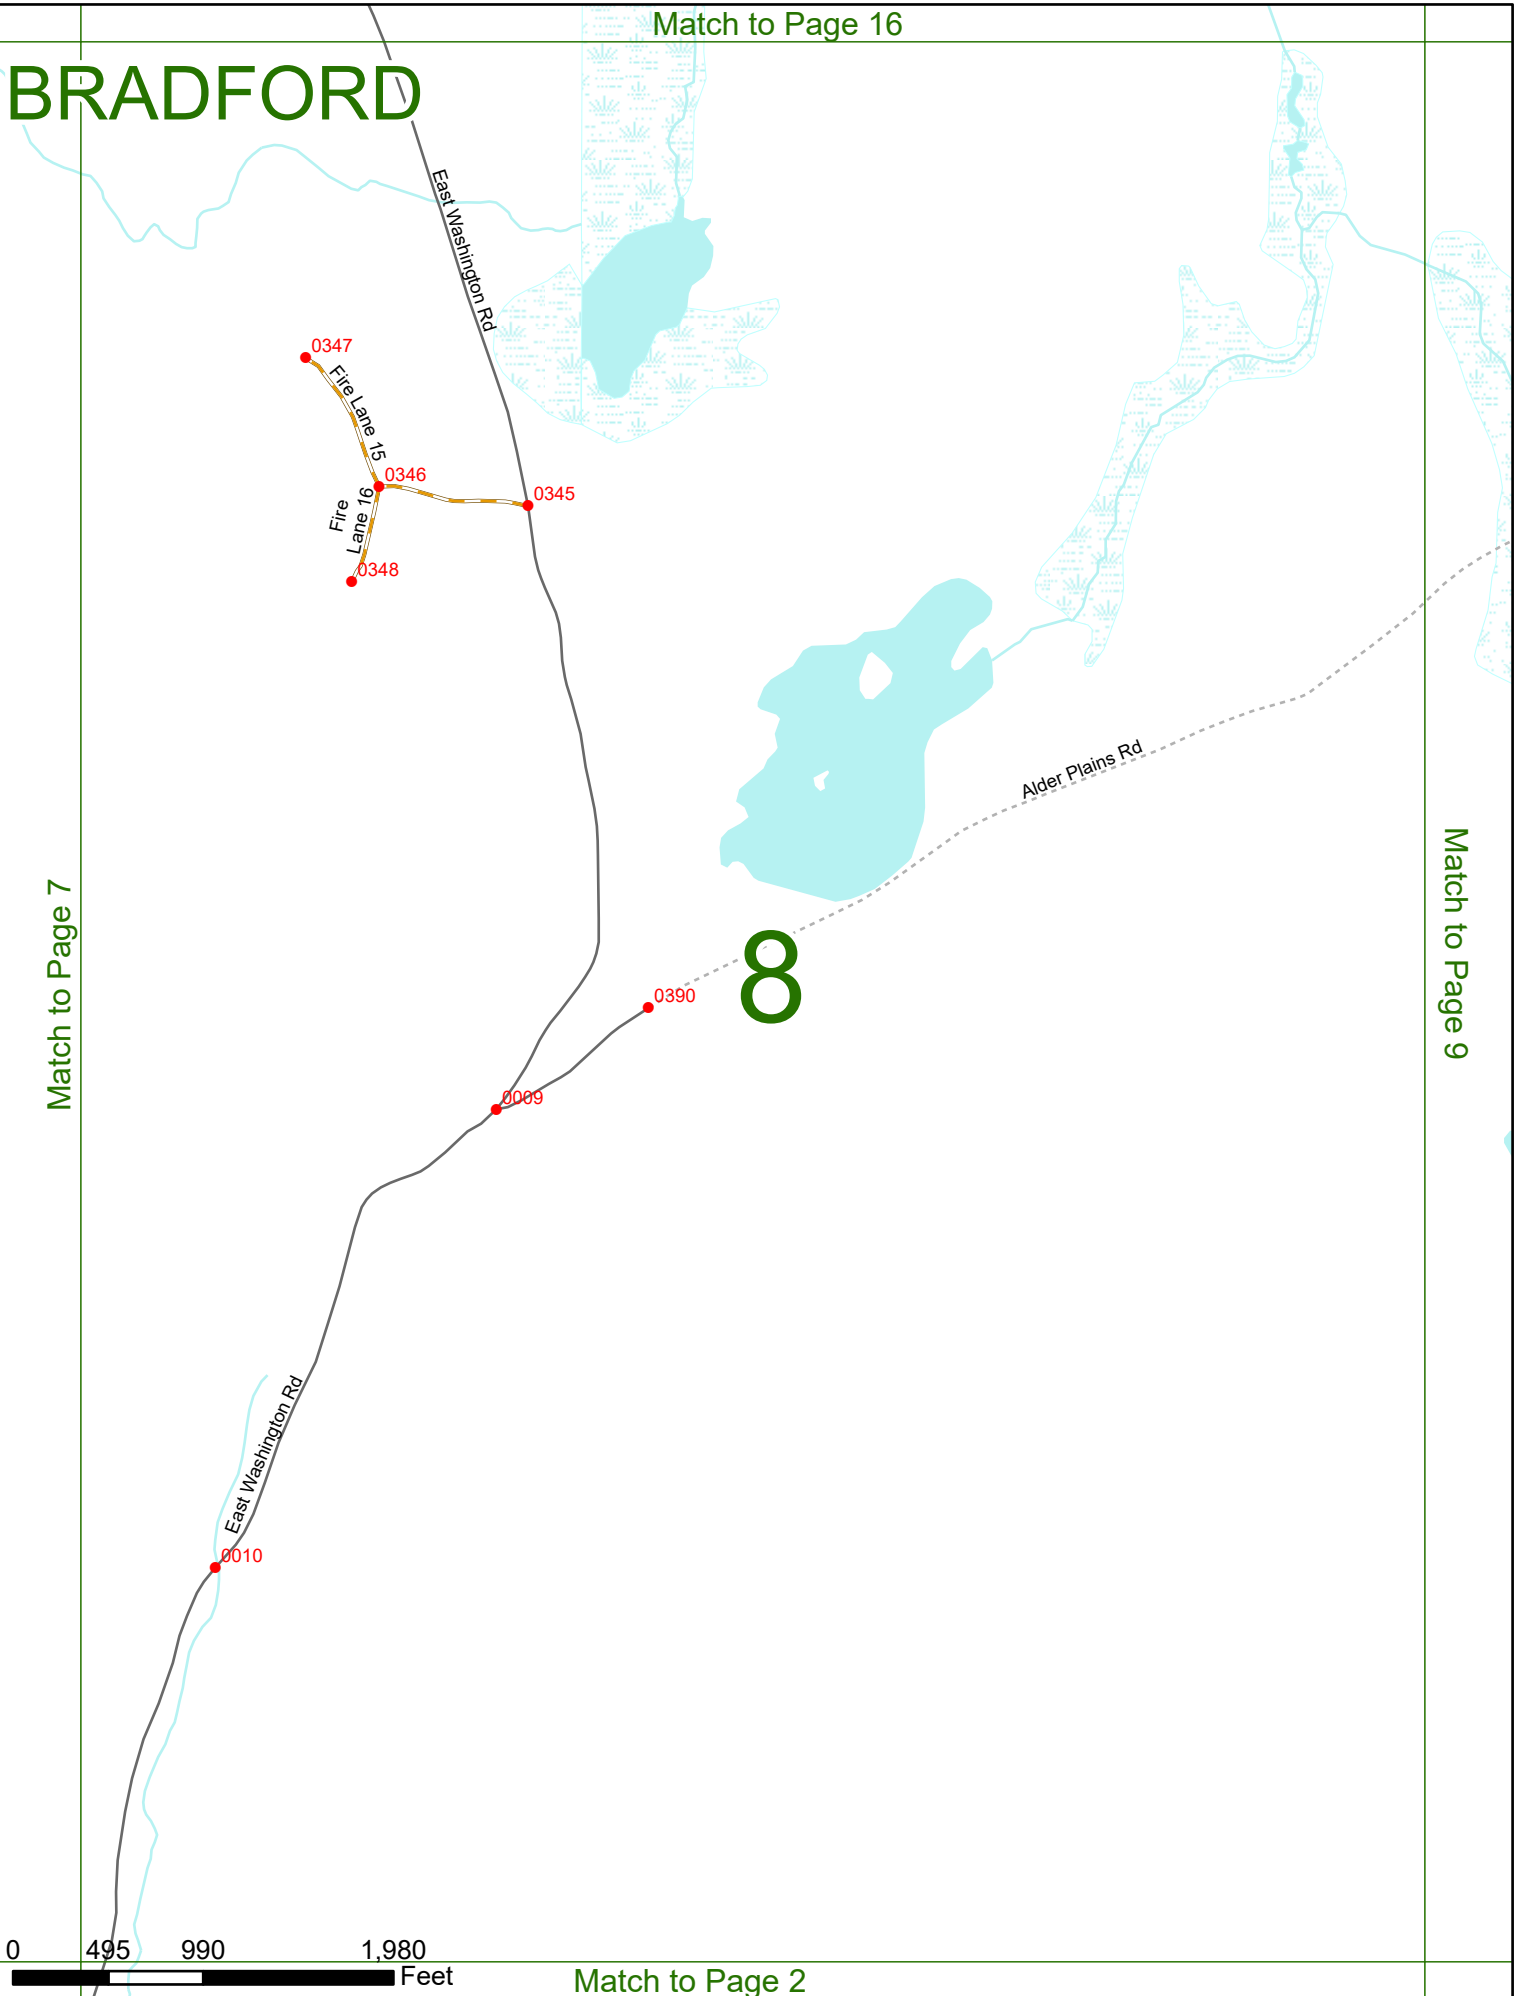 Match to Page 16
BRADFORD
East Washington Rd
0347
Fire Lane 15
0346
0345
Fire
Lane 16
0348
Alder Plains Rd
Match to Page 7
Match to Page 9
8
0390
0009
East Washington Rd
0010
0 495 990 1,980
Feet
Match to Page 2